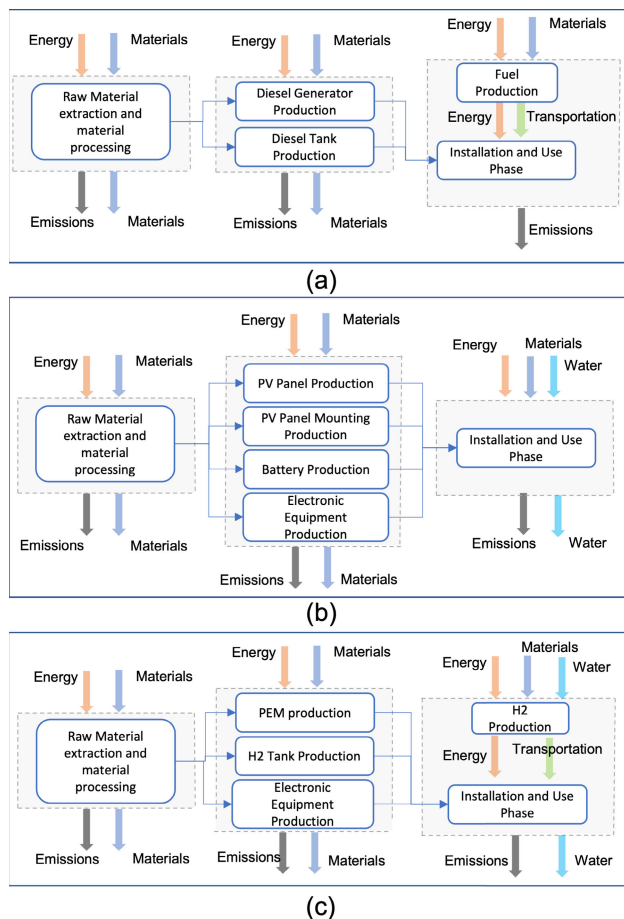 Energy
Materials
Energy
Materials
Energy
Materials
Raw Material
extraction and
material
processing
Diesel Generator
Production
Diesel Tank
Production
Fuel
Production
Energy
Transportation
Installation and Use
Phase
Emissions
Materials
Emissions
Materials
Emissions
(a)
Energy
Materials
Energy
Materials
Energy
Materials
Water
Raw Material
extraction and
material
processing
PV Panel Production
PV Panel Mounting
Production
Battery Production
Electronic
Equipment
Production
Installation and Use
Phase
Emissions
Materials
Emissions
Materials
Emissions
Water
(b)
Energy
Materials
Energy
Materials
Energy
Materials
Water
Raw Material
extraction and
material
processing
PEM production
H2 Tank Production
Electronic
Equipment
Production
H2
Production
Energy
Transportation
Installation and Use
Phase
Emissions
Materials
Emissions
Materials
Emissions
Water
(c)